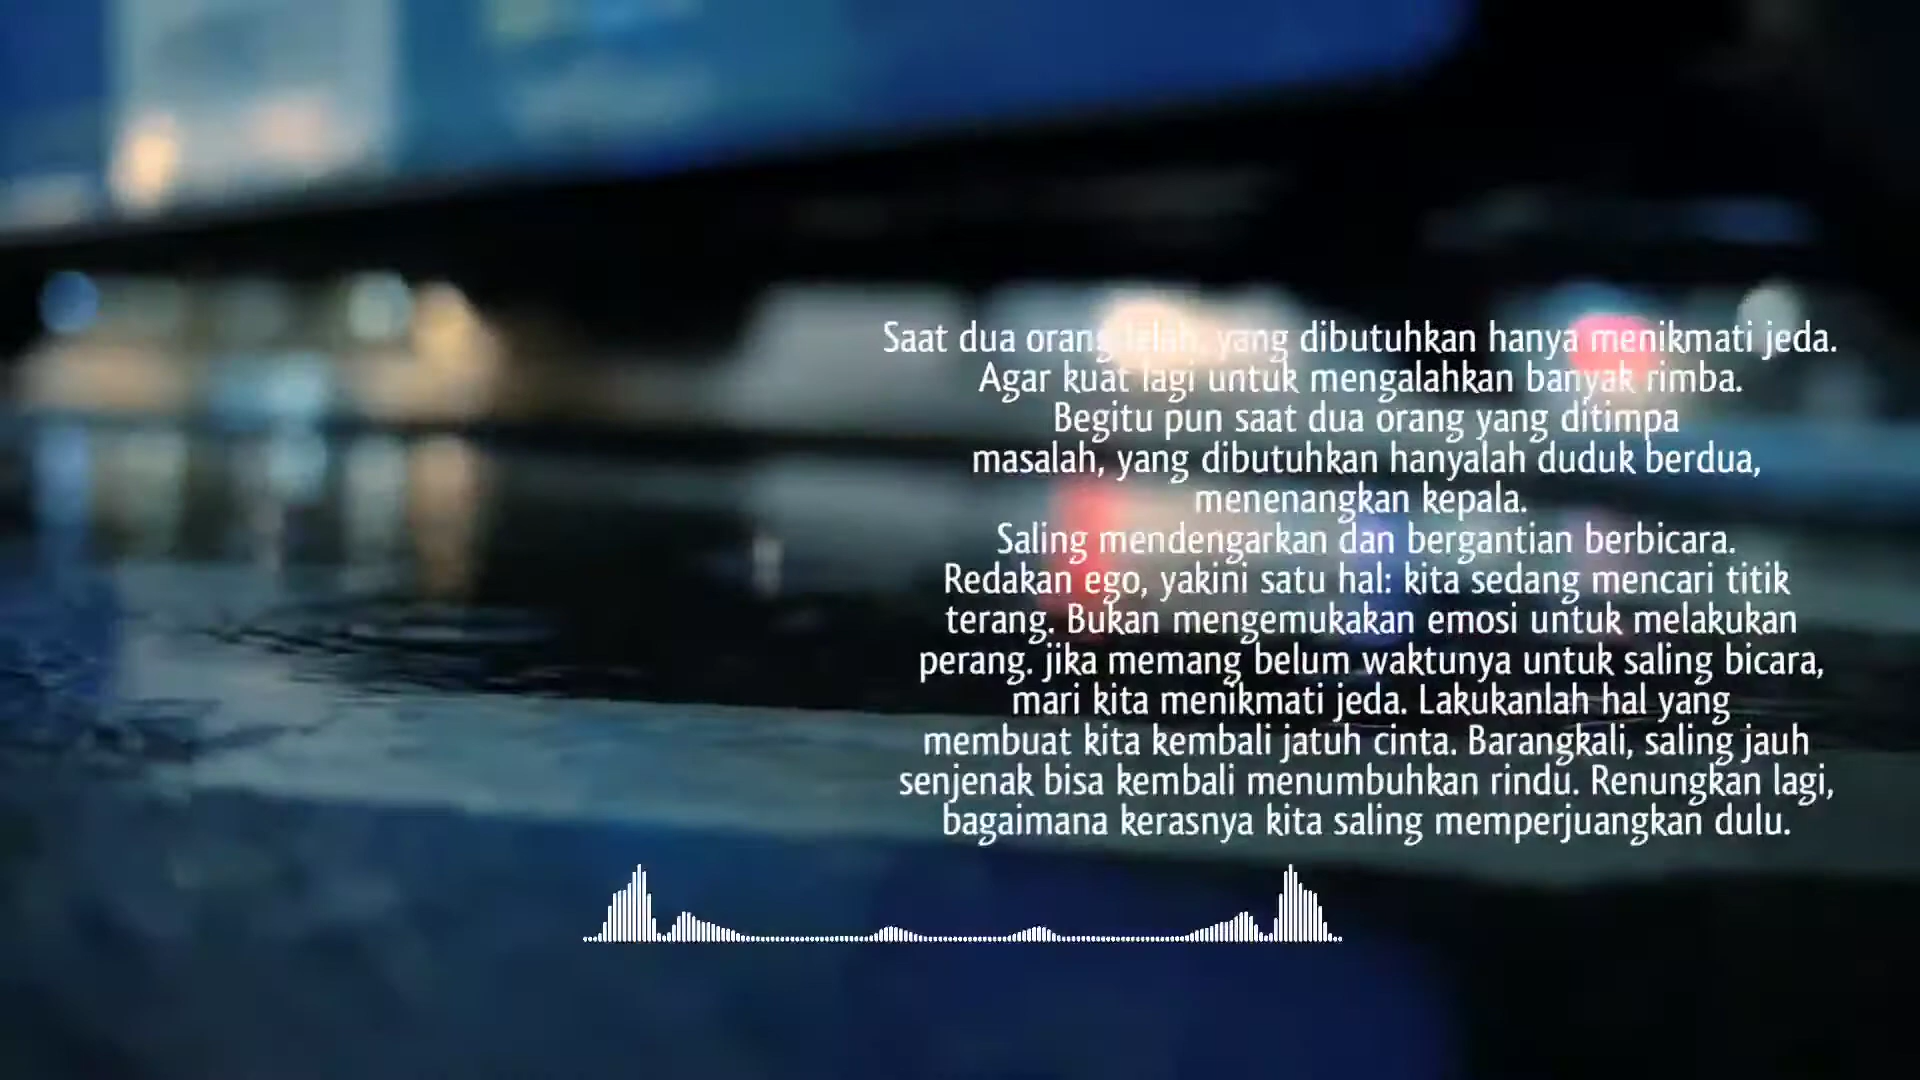 Saat dua orang lelah, yang dibutuhkan hanya menikmati jeda.
Agar kuat lagi untuk mengalahkan banyak rimba.
Begitu pun saat dua orang yang ditimpa
masalah, yang dibutuhkan hanyalah duduk berdua,
menenangkan kepala.
Saling mendengarkan dan bergantian berbicara.
Redakan ego, yakini satu hal: kita sedang mencari titik
terang. Bukan mengemukakan emosi untuk melakukan
perang. jika memang belum waktunya untuk saling bicara,
mari kita menikmati jeda. Lakukanlah hal yang
membuat kita kembali jatuh cinta. Barangkali, saling jauh
senjenak bisa kembali menumbuhkan rindu. Renungkan lagi,
bagaimana kerasnya kita saling memperjuangkan dulu.